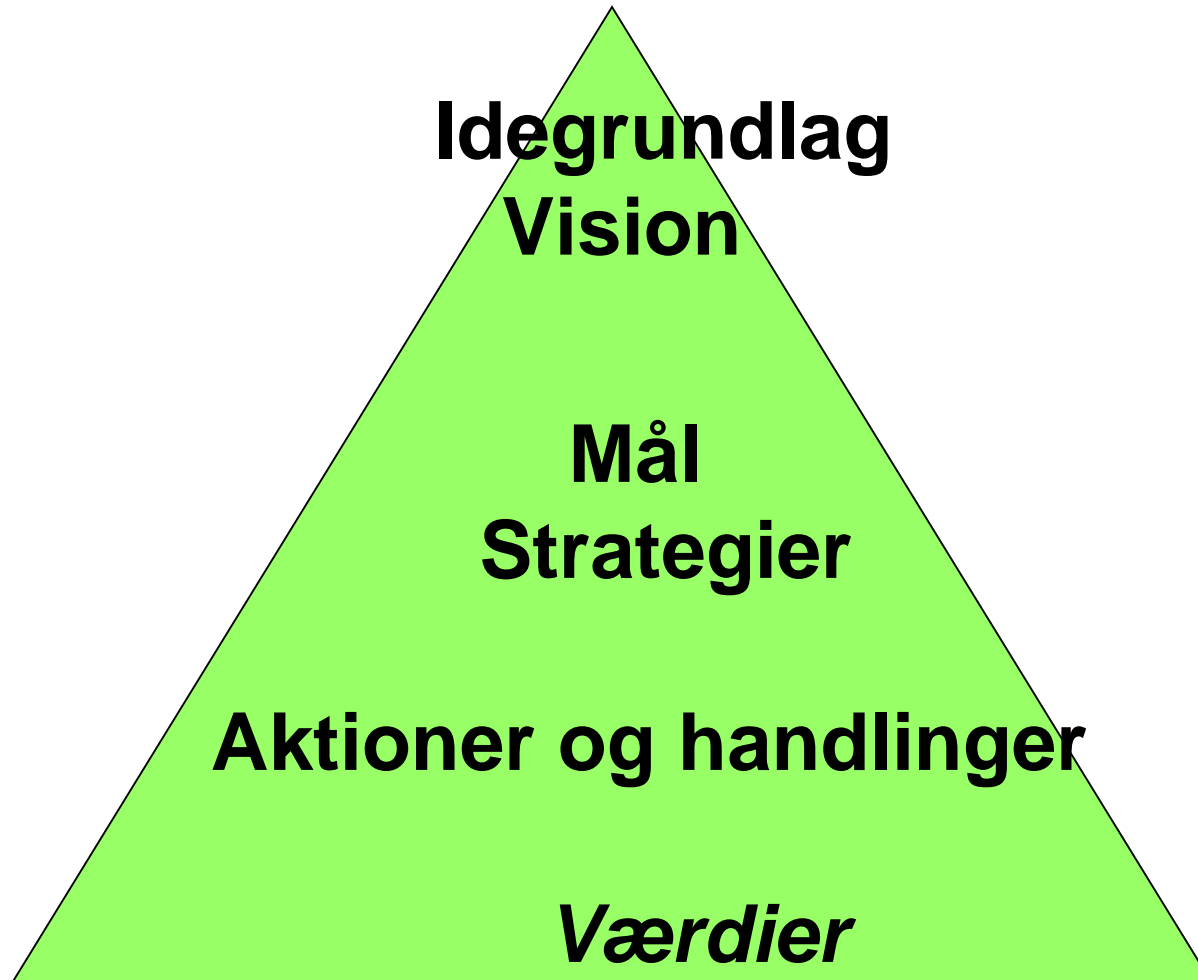 Idegrundlag
Vision
Mål
Strategier
Aktioner og handlinger
Værdier